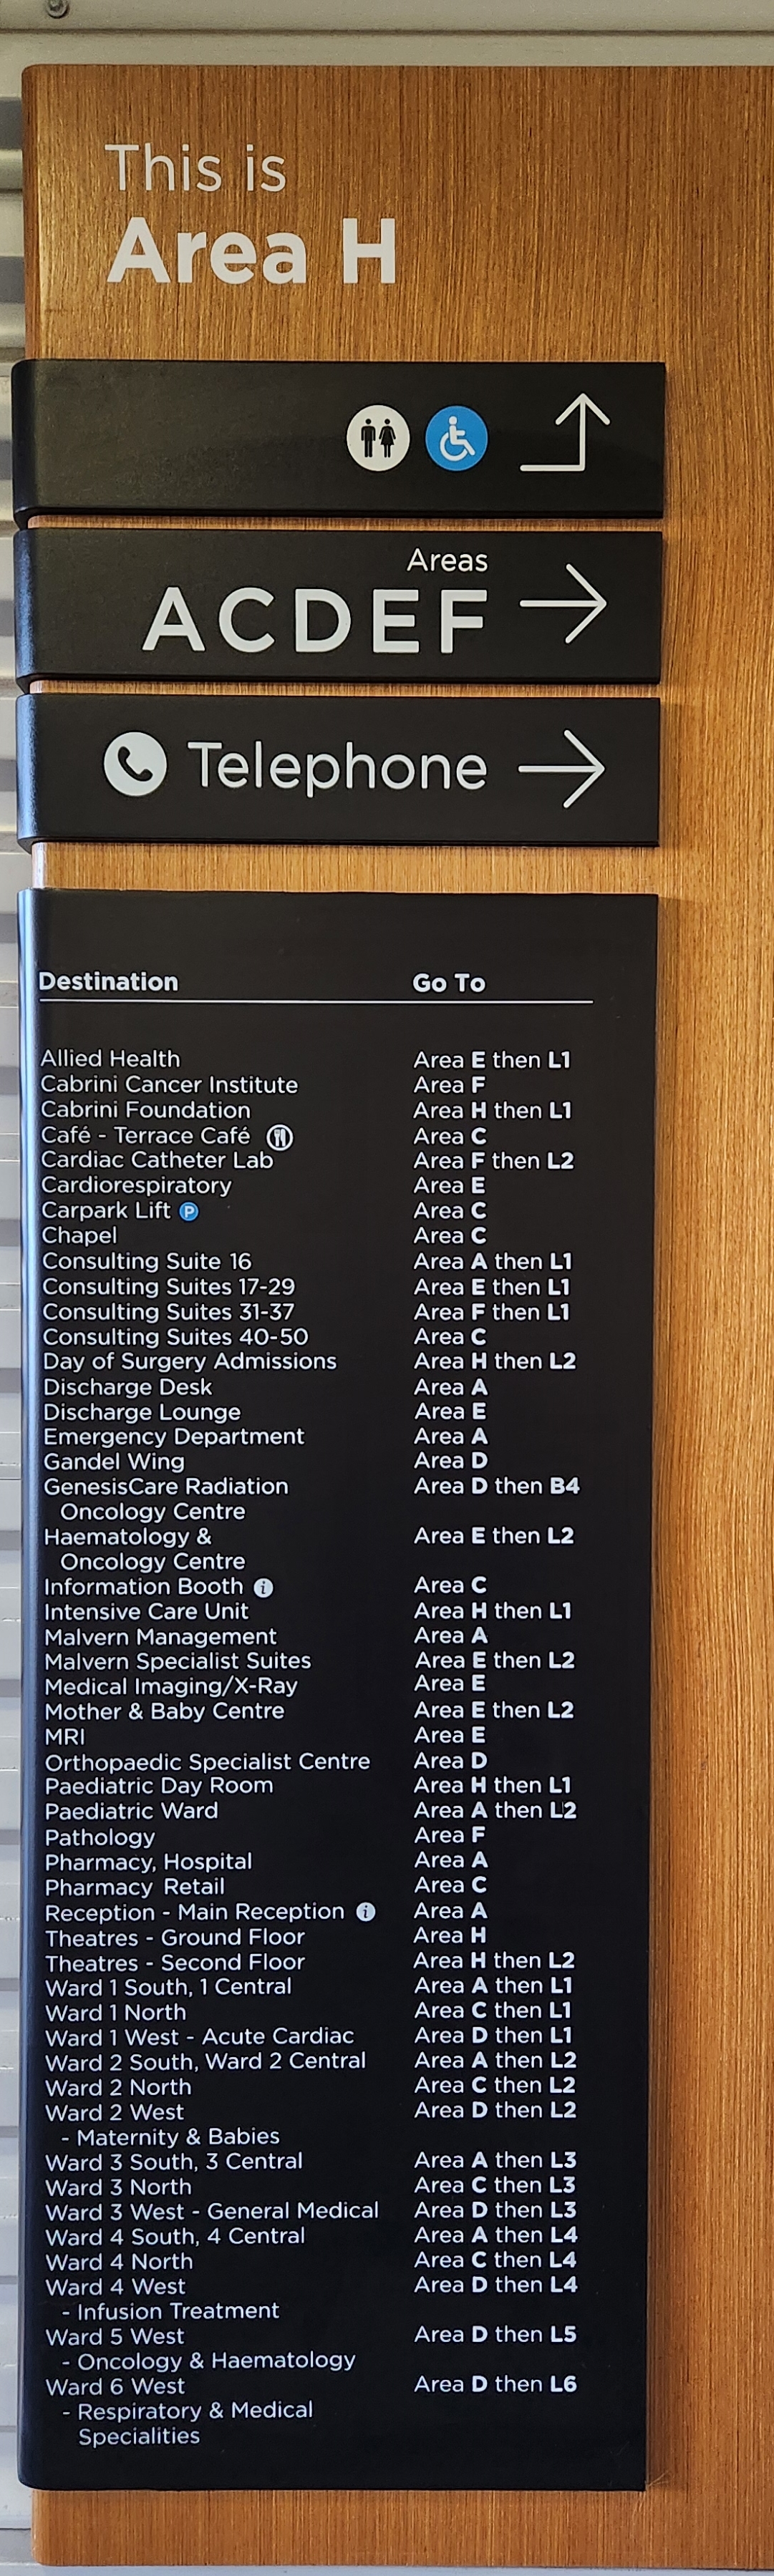 This is
Area H
Areas
ACDEF
Telephone
Destination Go To
Allied Health Area E then L1
Cabrini Cancer Institute Area F
Cabrini Foundation Area H then L1
Café - Terrace Café Area C
Cardiac Catheter Lab Area F then L2
Cardiorespiratory Area E
Carpark Lift P Area C
Chapel Area C
Consulting Suite 16 Area A then L1
Consulting Suites 17-29 Area E then L1
Consulting Suites 31-37 Area F then L1
Consulting Suites 40-50 Area C
Day of Surgery Admissions Area H then L2
Discharge Desk Area A
Discharge Lounge Area E
Emergency Department Area A
Gandel Wing Area D
GenesisCare Radiation Area D then B4
Oncology Centre
Haematology & Area E then L2
Oncology Centre
Information Booth i Area C
Intensive Care Unit Area H then L1
Malvern Management Area A
Malvern Specialist Suites Area E then L2
Medical Imaging/X-Ray Area E
Mother & Baby Centre Area E then L2
MRI Area E
Orthopaedic Specialist Centre Area D
Paediatric Day Room Area H then L1
Paediatric Ward Area A then L2
Pathology Area F
Pharmacy, Hospital Area A
Pharmacy Retail Area C
Reception - Main Reception i Area A
Theatres - Ground Floor Area H
Theatres - Second Floor Area H then L2
Ward 1 South, 1 Central Area A then L1
Ward 1 North Area C then L1
Ward 1 West - Acute Cardiac Area D then L1
Ward 2 South, Ward 2 Central Area A then L2
Ward 2 North Area C then L2
Ward 2 West Area D then L2
- Maternity & Babies
Ward 3 South, 3 Central Area A then L3
Ward 3 North Area C then L3
Ward 3 West - General Medical Area D then L3
Ward 4 South, 4 Central Area A then L4
Ward 4 North Area C then L4
Ward 4 West Area D then L4
- Infusion Treatment
Ward 5 West Area D then L5
- Oncology & Haematology
Ward 6 West Area D then L6
- Respiratory & Medical
Specialities